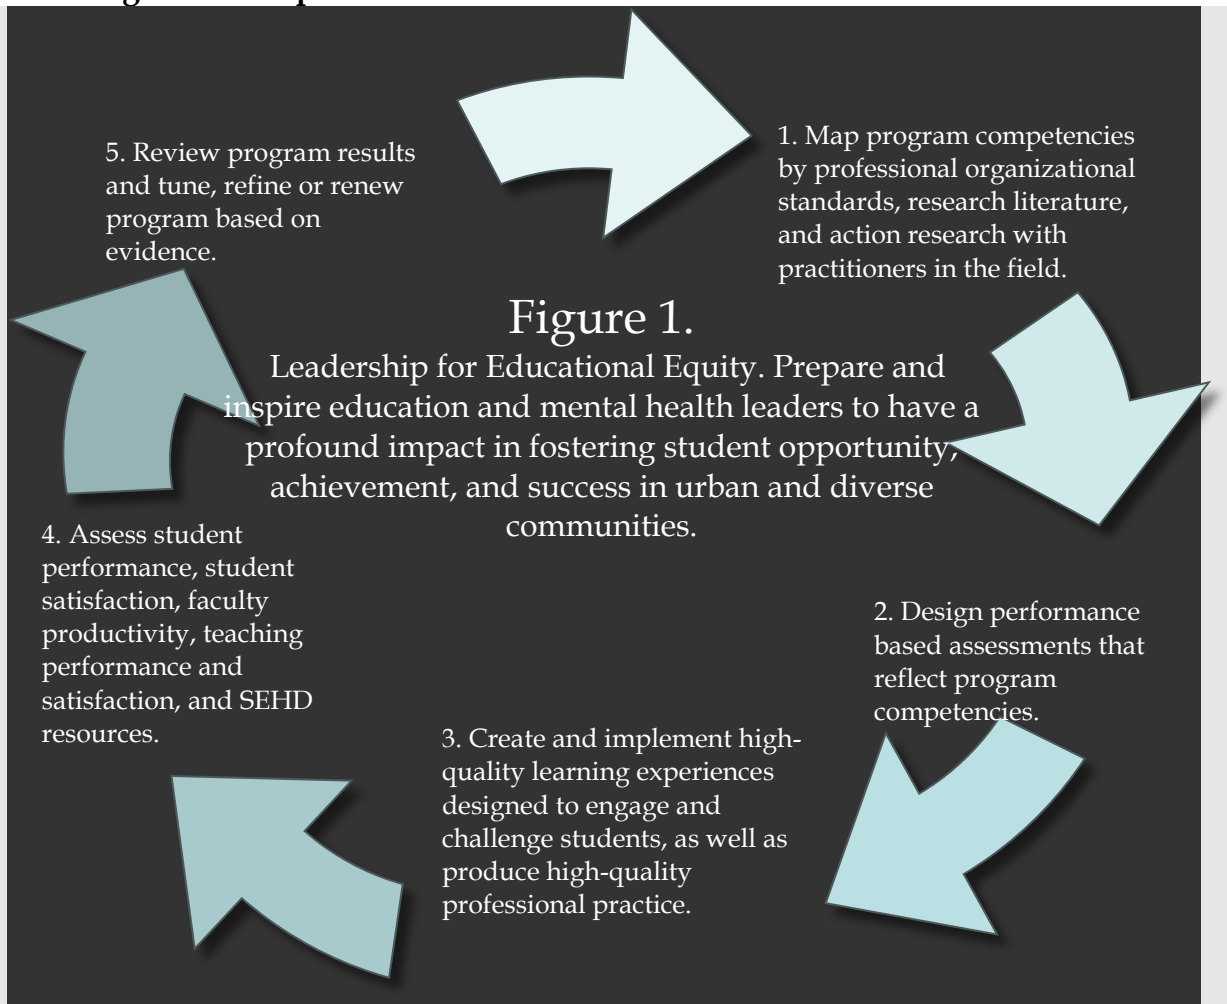 Figure 1.
Leadership for Educational Equity. Prepare and
inspire education and mental health leaders to have a
profound impact in fostering student opportunity,
achievement, and success in urban and diverse
communities.
1. Map program competencies
by professional organizational
standards, research literature,
and action research with
practitioners in the field.
2. Design performance
based assessments that
reflect program
competencies.
3. Create and implement high-
quality learning experiences
designed to engage and
challenge students, as well as
produce high-quality
professional practice.
4. Assess student
performance, student
satisfaction, faculty
productivity, teaching
performance and
satisfaction, and SEHD
resources.
5. Review program results
and tune, refine or renew
program based on
evidence.